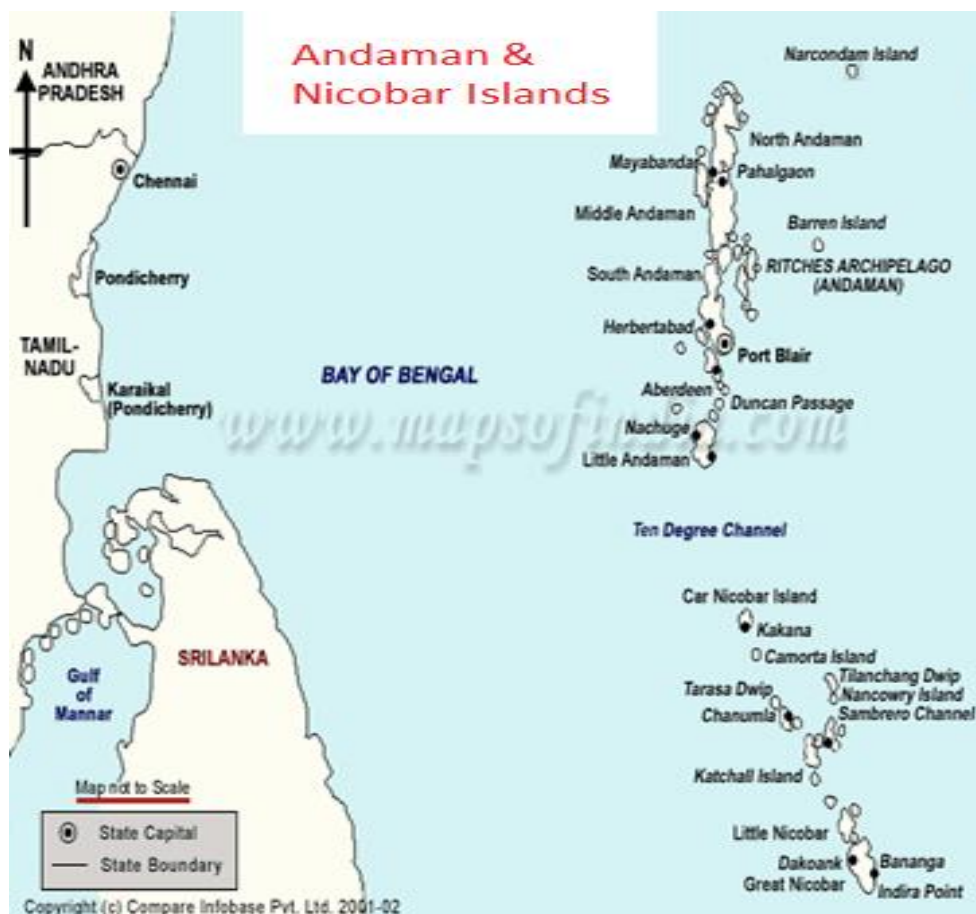 Andaman &
Nicobar Islands
N
ANDHRA
PRADESH
Chennai
Pondicherry
TAMIL-
NADU
Karaikal
(Pondicherry)
BAY OF BENGAL
www.mapsofindia.com
Narcondam Island
North Andaman
Mayabandar
Pahalgaon
Middle Andaman
Barren Island
South Andaman
RITCHES ARCHIPELAGO
(ANDAMAN)
Herbertabad
Port Blair
Aberdeen
Duncan Passage
Nachuge
Little Andaman
Ten Degree Channel
Car Nicobar Island
Kakana
Camorta Island
Tilanchang Dwip
Tarasa Dwip
Nancowry Island
Chanumla
Sambrero Channel
Katchall Island
Little Nicobar
Dakoank
Bananga
Great Nicobar
Indira Point
SRILANKA
Gulf
of
Mannar
Map not to Scale
State Capital
State Boundary
Copyright (c) Compare Infobase Pvt. Ltd. 2001-02